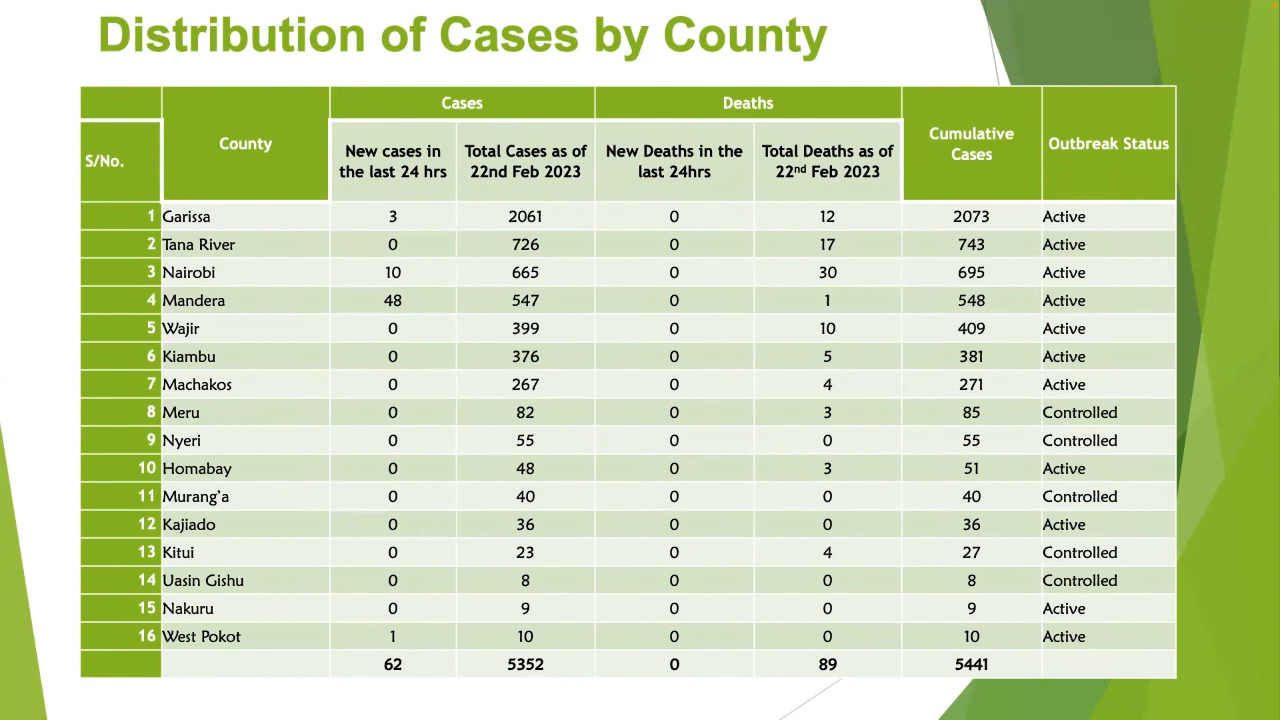 Distribution of Cases by County
Cases
Deaths
S/No.
County
New cases in
the last 24 hrs
Total Cases as of
22nd Feb 2023
New Deaths in the
last 24hrs
Total Deaths as of
22nd Feb 2023
Cumulative
Cases
Outbreak Status
1 Garissa 3 2061 0 12 2073 Active
2 Tana River 0 726 0 17 743 Active
3 Nairobi 10 665 0 30 695 Active
4 Mandera 48 547 0 1 548 Active
5 Wajir 0 399 0 10 409 Active
6 Kiambu 0 376 0 5 381 Active
7 Machakos 0 267 0 4 271 Active
8 Meru 0 82 0 3 85 Controlled
9 Nyeri 0 55 0 0 55 Controlled
10 Homabay 0 48 0 3 51 Active
11 Murang’a 0 40 0 0 40 Controlled
12 Kajiado 0 36 0 0 36 Active
13 Kitui 0 23 0 4 27 Controlled
14 Uasin Gishu 0 8 0 0 8 Controlled
15 Nakuru 0 9 0 0 9 Active
16 West Pokot 1 10 0 0 10 Active
62 5352 0 89 5441